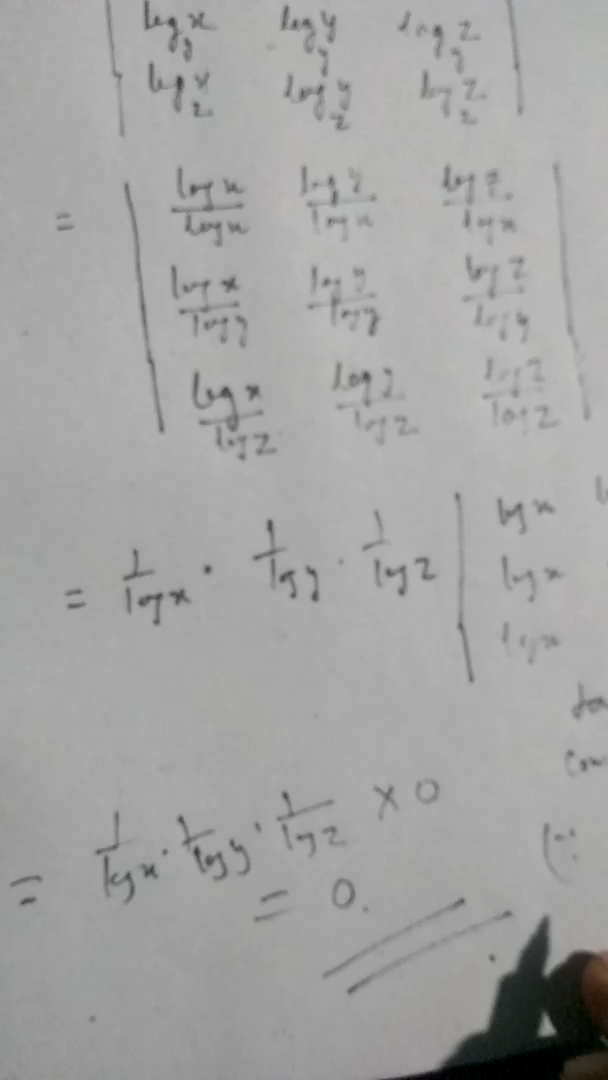 | log_y x log_y y log_y z |
| log_z x log_z y log_z z |
= | log x / log x log y / log x log z / log x |
| log x / log y log y / log y log z / log y |
| log x / log z log y / log z log z / log z |
= 1 / log x · 1 / log y · 1 / log z | log x
log x
log x
= 1 / log x · 1 / log y · 1 / log z × 0
= 0.
(∵